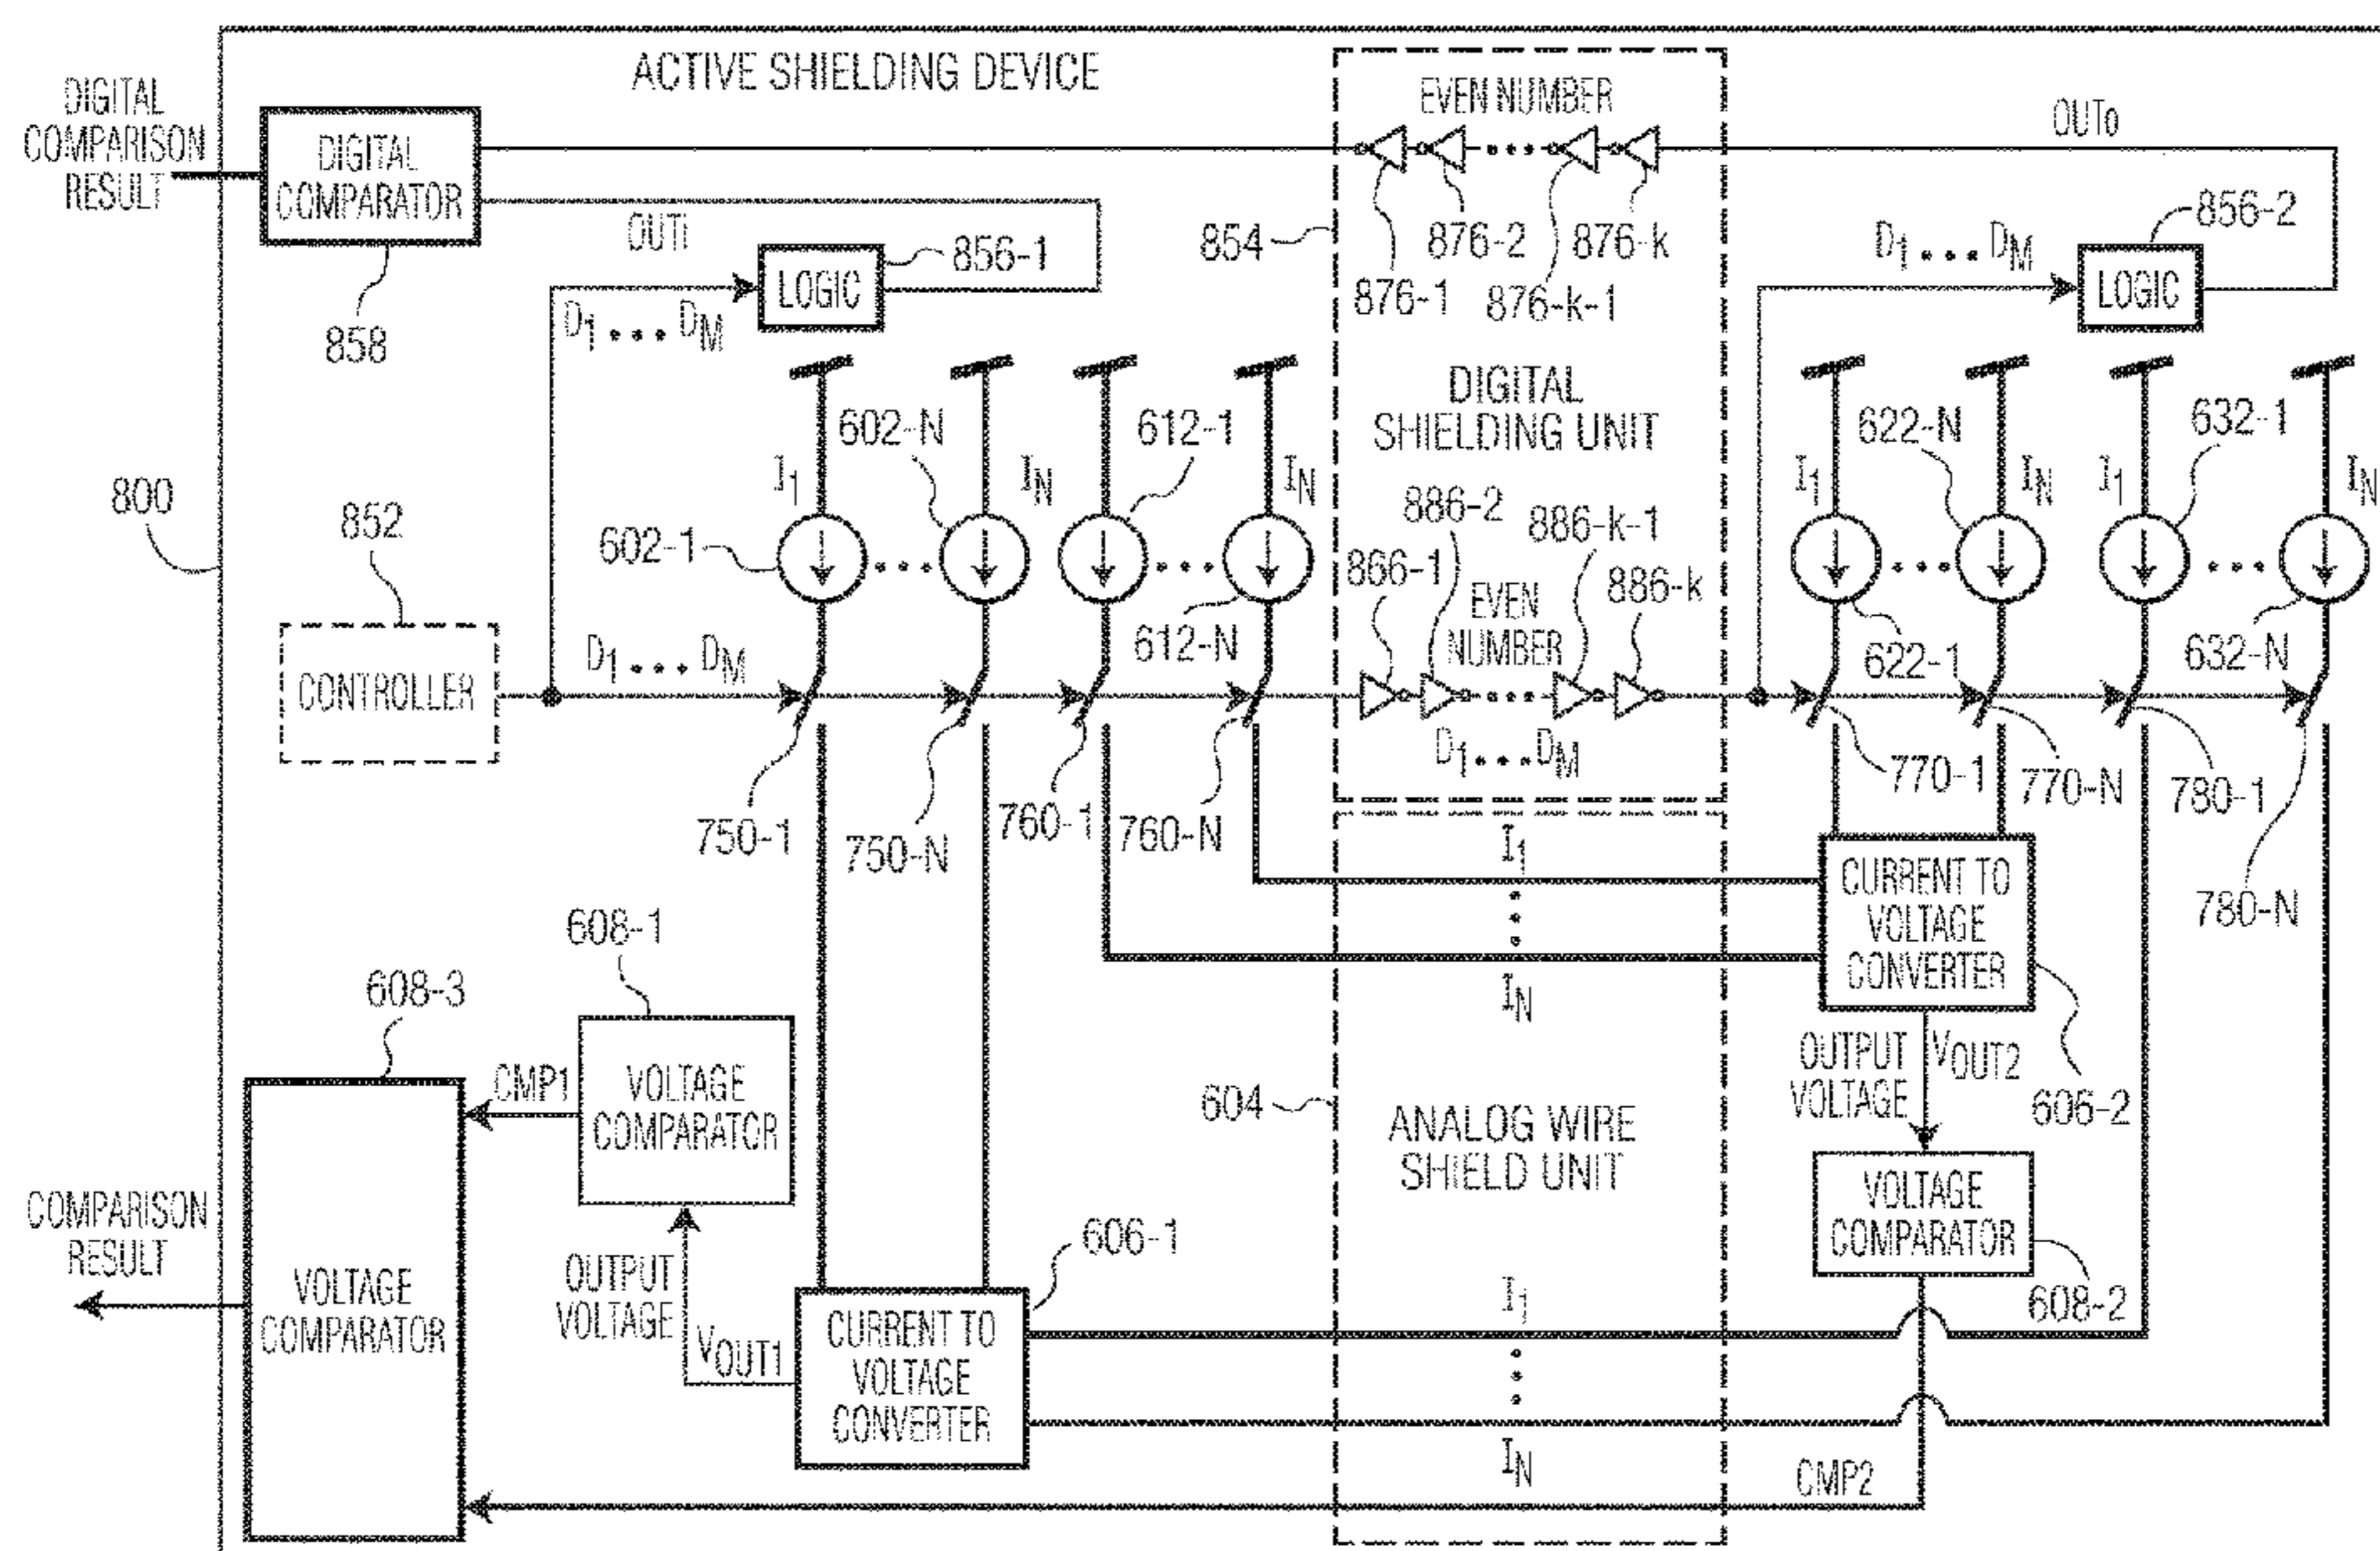 ACTIVE SHIELDING DEVICE
DIGITAL
COMPARISON
RESULT
DIGITAL
COMPARATOR
858
OUTi
LOGIC
856-1
D1 ... DM
EVEN NUMBER
876-1
876-2
876-k-1
876-k
854
DIGITAL
SHIELDING UNIT
OUTo
856-2
D1 ... DM
LOGIC
800
852
CONTROLLER
D1 ... DM
I1
602-1
602-N
IN
612-1
612-N
IN
866-1
886-2
886-k-1
886-k
EVEN
NUMBER
D1 ... DM
I1
622-N
622-1
IN
632-1
I1
632-N
IN
750-1
750-N
760-1
760-N
770-1
770-N
780-1
780-N
I1
IN
CURRENT TO
VOLTAGE
CONVERTER
606-2
OUTPUT
VOLTAGE
VOUT2
VOLTAGE
COMPARATOR
608-2
604
ANALOG WIRE
SHIELD UNIT
608-3
608-1
CMP1
VOLTAGE
COMPARATOR
COMPARISON
RESULT
VOLTAGE
COMPARATOR
OUTPUT
VOLTAGE
VOUT1
606-1
CURRENT TO
VOLTAGE
CONVERTER
I1
IN
CMP2